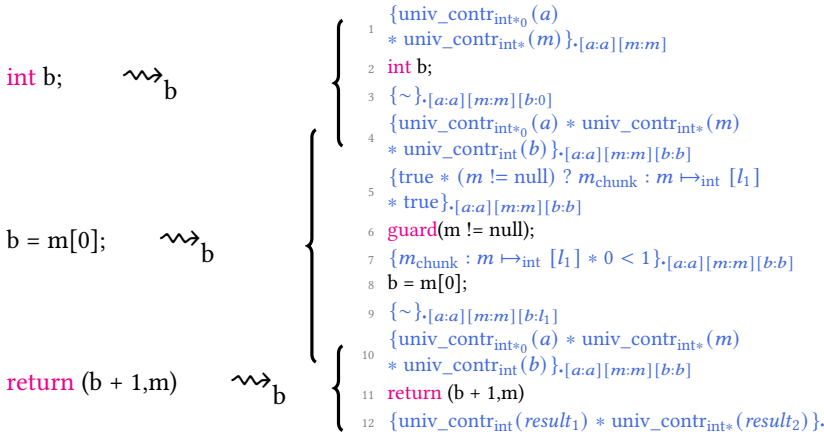 int b; ⇝b
b = m[0]; ⇝b
return (b + 1,m) ⇝b
1 {univ_contr_int*₀(a)
* univ_contr_int*(m)}·[a:a][m:m]
2 int b;
3 {~}·[a:a][m:m][b:0]
4 {univ_contr_int*₀(a) * univ_contr_int*(m)
* univ_contr_int(b)}·[a:a][m:m][b:b]
5 {true * (m != null) ? m_chunk : m ↦int [l₁]
* true}·[a:a][m:m][b:b]
6 guard(m != null);
7 {m_chunk : m ↦int [l₁] * 0 < 1}·[a:a][m:m][b:b]
8 b = m[0];
9 {~}·[a:a][m:m][b:l₁]
10 {univ_contr_int*₀(a) * univ_contr_int*(m)
* univ_contr_int(b)}·[a:a][m:m][b:b]
11 return (b + 1,m)
12 {univ_contr_int(result₁) * univ_contr_int*(result₂)}·